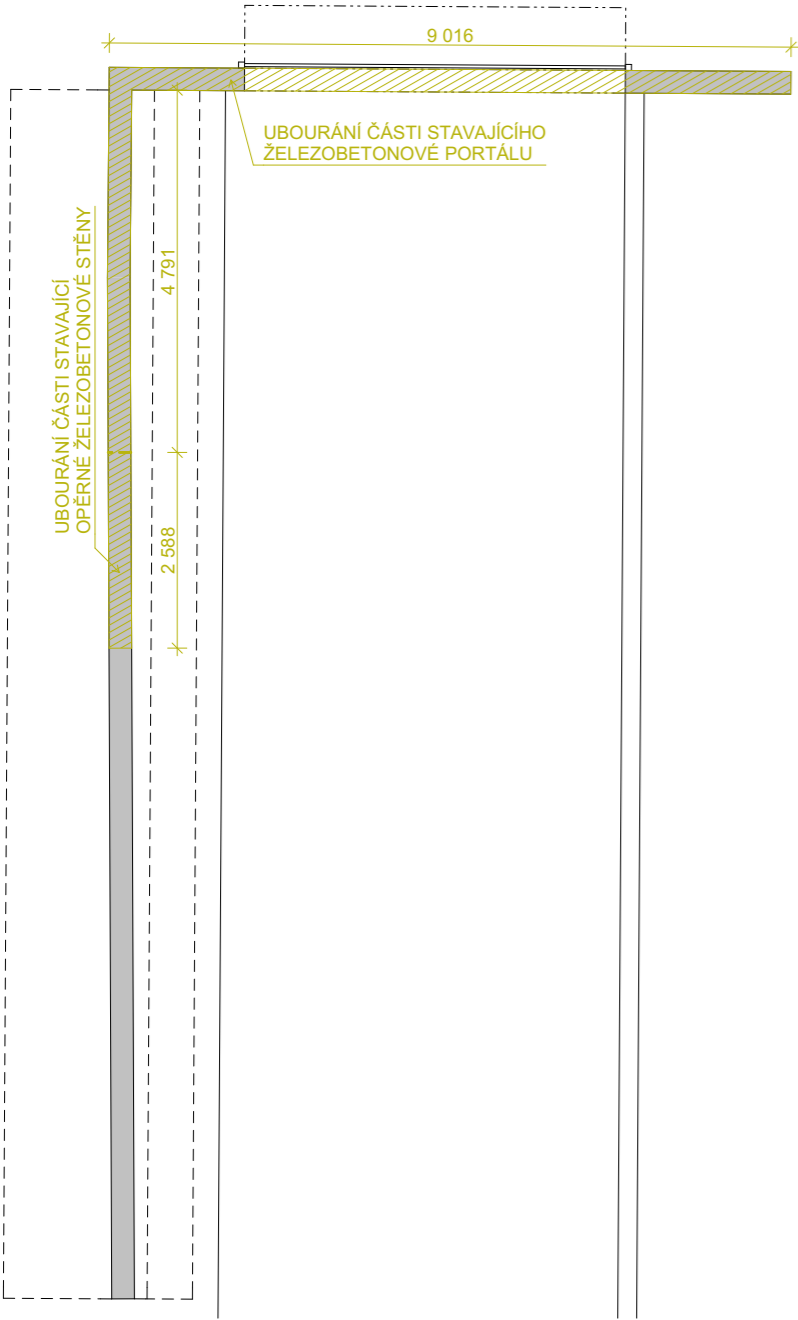 9 016
UBOURÁNÍ ČÁSTI STAVAJÍCÍHO
ŽELEZOBETONOVÉ PORTÁLU
UBOURÁNÍ ČÁSTI STAVAJÍCÍ
OPĚRNÉ ŽELEZOBETONOVÉ STĚNY
4 791
2 588